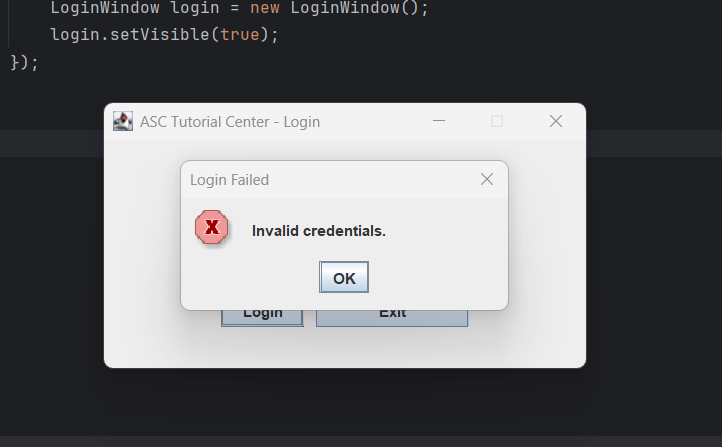 LoginWindow login = new LoginWindow();
login.setVisible(true);
});
ASC Tutorial Center - Login
Login Failed
X
Invalid credentials.
OK
Login
Exit